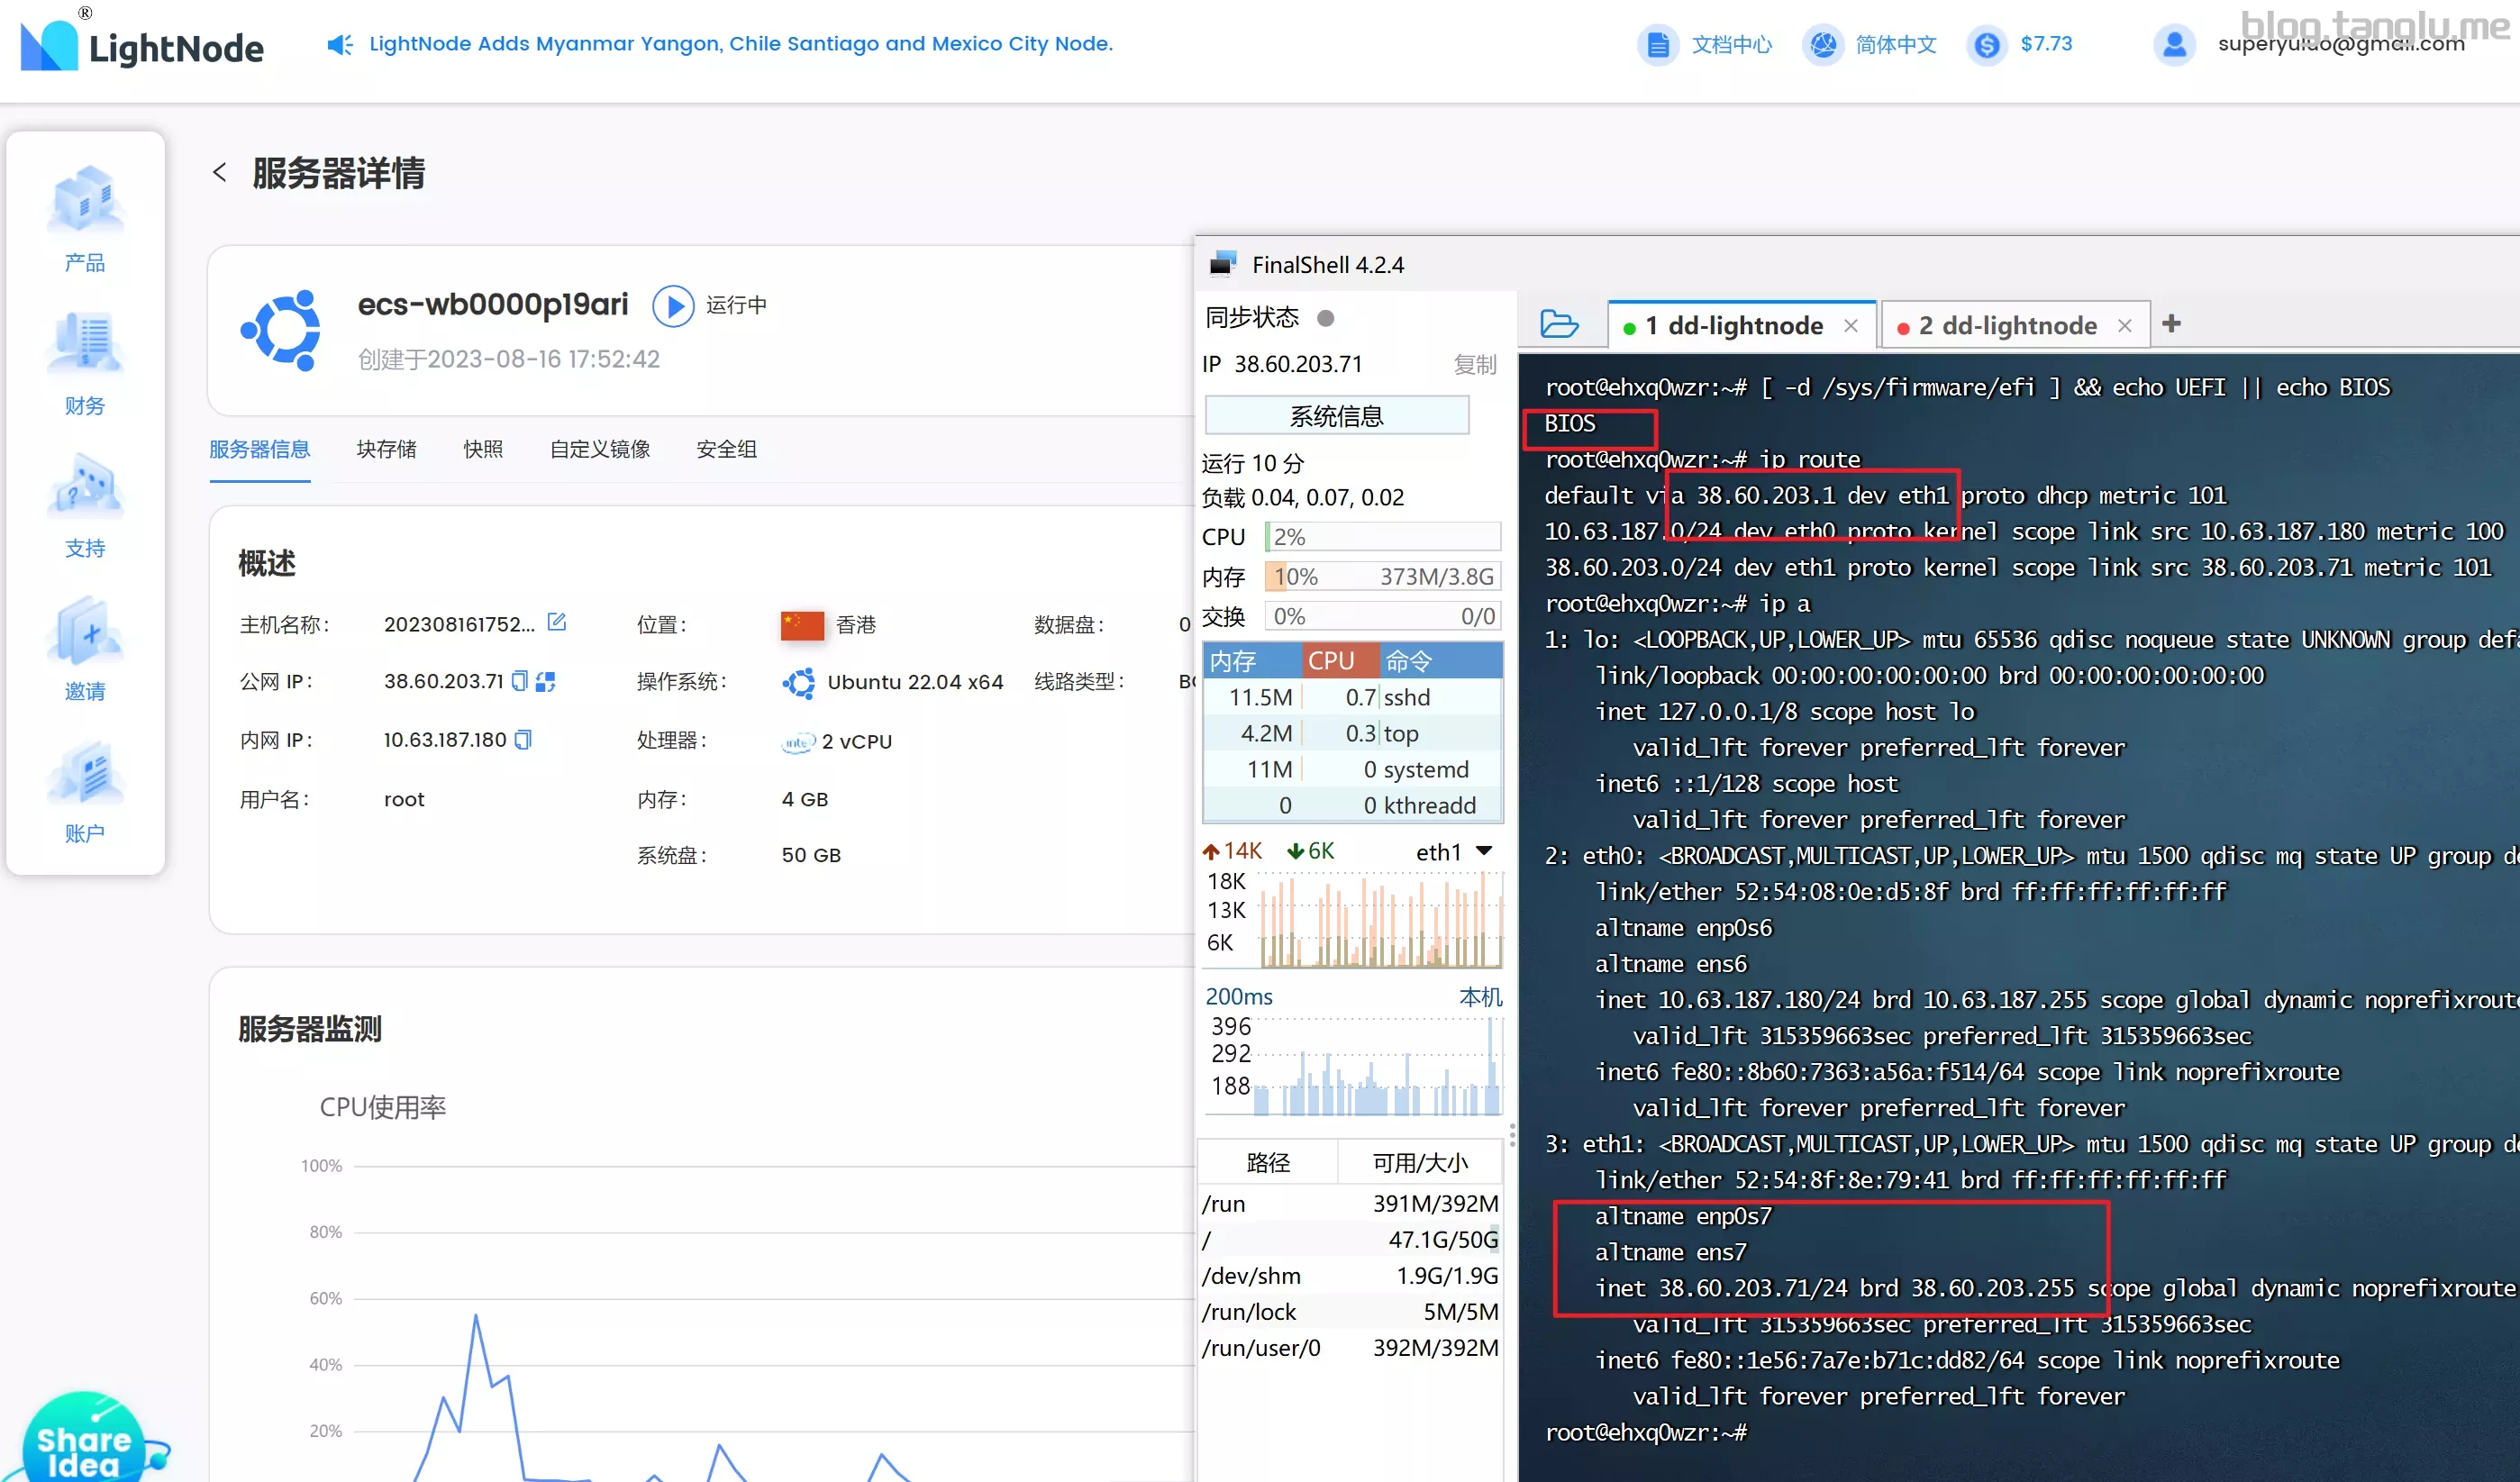 ®
LightNode
LightNode Adds Myanmar Yangon, Chile Santiago and Mexico City Node.
文档中心
简体中文
$7.73
superyuluo@gmail.com
blog.tanglu.me
产品
财务
支持
邀请
账户
Share
Idea
服务器详情
ecs-wb0000p19ari
运行中
创建于2023-08-16 17:52:42
服务器信息 块存储 快照 自定义镜像 安全组
概述
主机名称: 202308161752... 位置: 香港 数据盘: 0
公网 IP: 38.60.203.71 操作系统: Ubuntu 22.04 x64 线路类型:
内网 IP: 10.63.187.180 处理器: intel 2 vCPU
用户名: root 内存: 4 GB
系统盘: 50 GB
服务器监测
CPU使用率
100%
80%
60%
40%
20%
FinalShell 4.2.4
同步状态
IP 38.60.203.71 复制
系统信息
运行 10 分
负载 0.04, 0.07, 0.02
CPU 2%
内存 10% 373M/3.8G
交换 0% 0/0
内存 CPU 命令
11.5M 0.7 sshd
4.2M 0.3 top
11M 0 systemd
0 0 kthreadd
14K 6K eth1
18K
13K
6K
200ms 本机
396
292
188
路径 可用/大小
/run 391M/392M
/ 47.1G/50G
/dev/shm 1.9G/1.9G
/run/lock 5M/5M
/run/user/0 392M/392M
1 dd-lightnode × 2 dd-lightnode × +
root@ehxq0wzr:~# [ -d /sys/firmware/efi ] && echo UEFI || echo BIOS
BIOS
root@ehxq0wzr:~# ip route
default via 38.60.203.1 dev eth1 proto dhcp metric 101
10.63.187.0/24 dev eth0 proto kernel scope link src 10.63.187.180 metric 100
38.60.203.0/24 dev eth1 proto kernel scope link src 38.60.203.71 metric 101
root@ehxq0wzr:~# ip a
1: lo: <LOOPBACK,UP,LOWER_UP> mtu 65536 qdisc noqueue state UNKNOWN group defa
link/loopback 00:00:00:00:00:00 brd 00:00:00:00:00:00
inet 127.0.0.1/8 scope host lo
valid_lft forever preferred_lft forever
inet6 ::1/128 scope host
valid_lft forever preferred_lft forever
2: eth0: <BROADCAST,MULTICAST,UP,LOWER_UP> mtu 1500 qdisc mq state UP group de
link/ether 52:54:08:0e:d5:8f brd ff:ff:ff:ff:ff:ff
altname enp0s6
altname ens6
inet 10.63.187.180/24 brd 10.63.187.255 scope global dynamic noprefixroute
valid_lft 315359663sec preferred_lft 315359663sec
inet6 fe80::8b60:7363:a56a:f514/64 scope link noprefixroute
valid_lft forever preferred_lft forever
3: eth1: <BROADCAST,MULTICAST,UP,LOWER_UP> mtu 1500 qdisc mq state UP group de
link/ether 52:54:8f:8e:79:41 brd ff:ff:ff:ff:ff:ff
altname enp0s7
altname ens7
inet 38.60.203.71/24 brd 38.60.203.255 scope global dynamic noprefixroute
valid_lft 315359663sec preferred_lft 315359663sec
inet6 fe80::1e56:7a7e:b71c:dd82/64 scope link noprefixroute
valid_lft forever preferred_lft forever
root@ehxq0wzr:~#